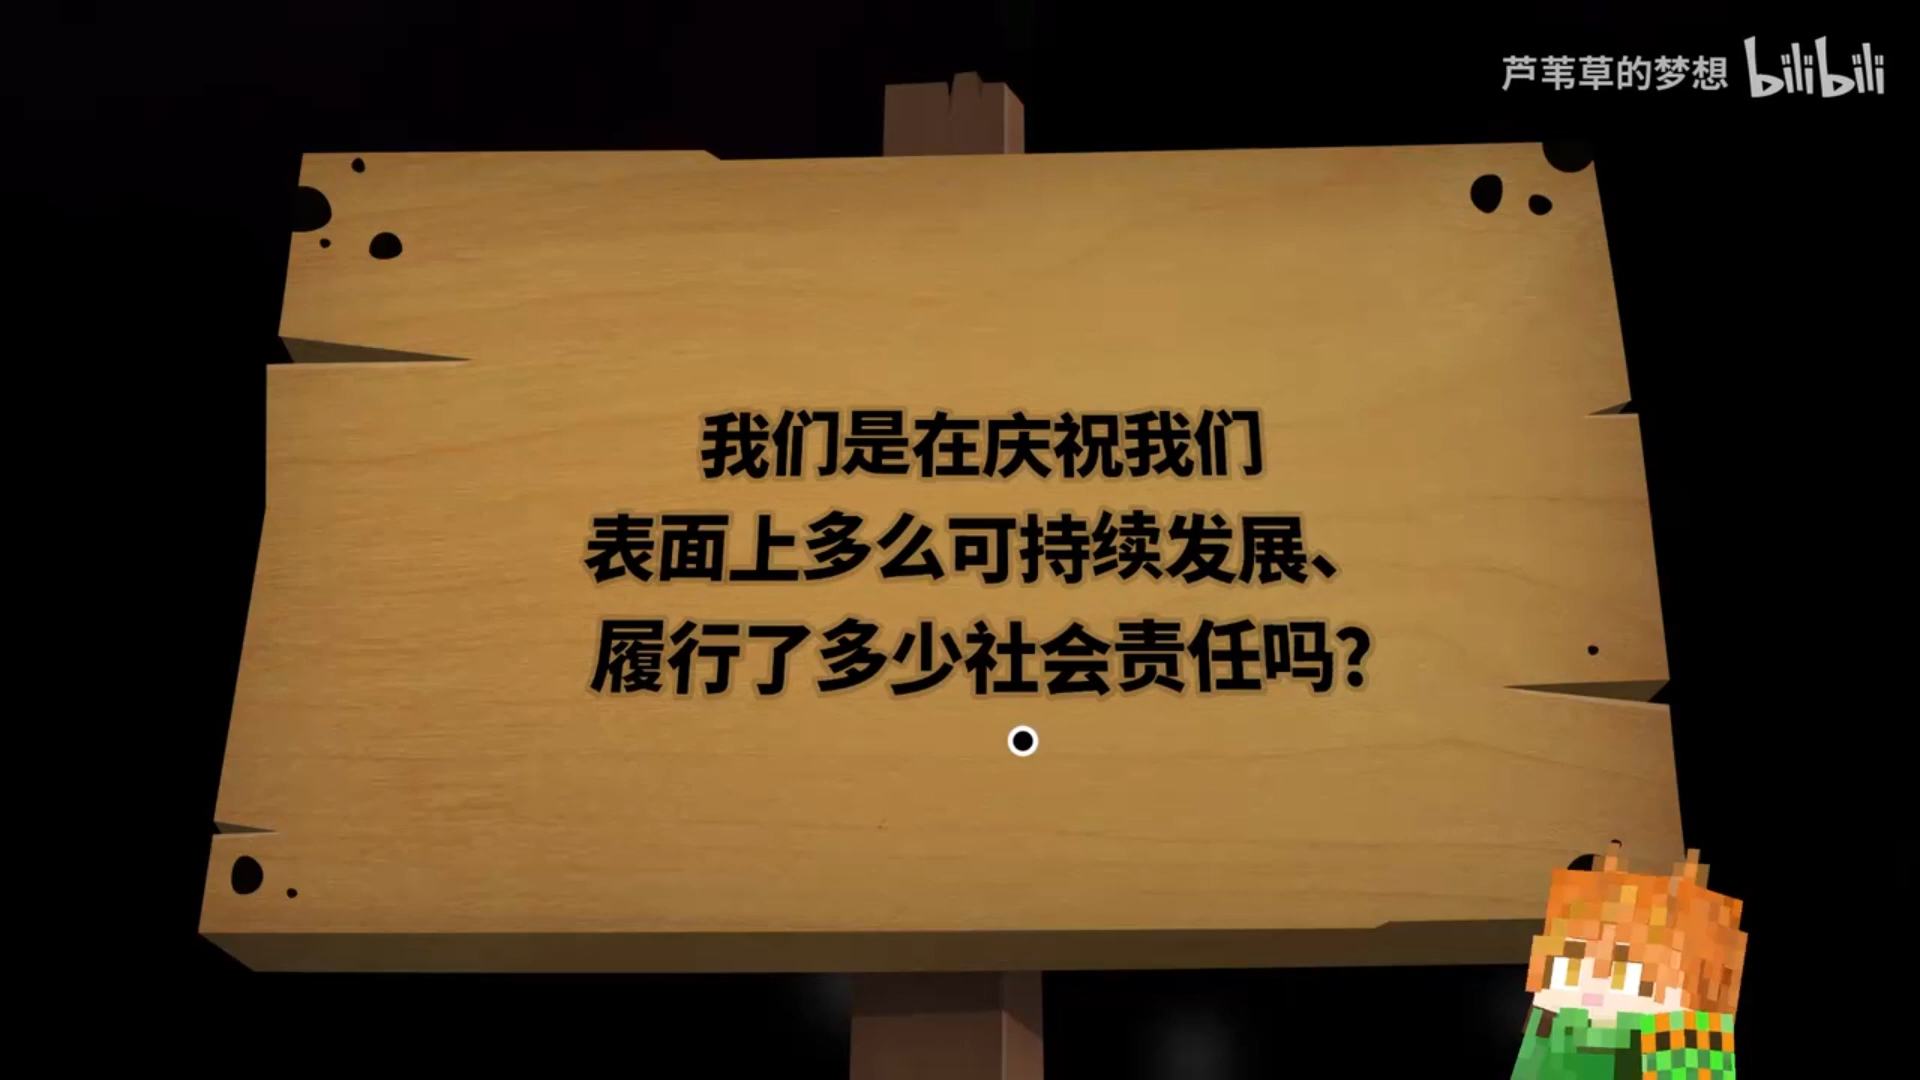 芦苇草的梦想 bilibili
我们是在庆祝我们
表面上多么可持续发展、
履行了多少社会责任吗？